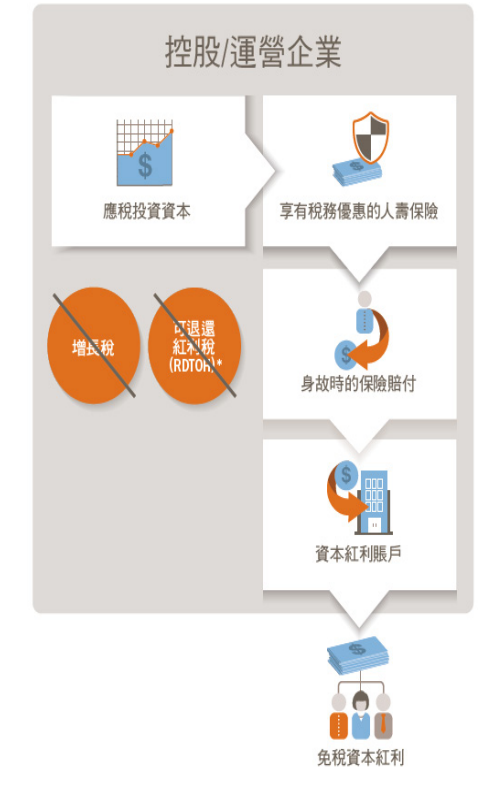 控股/運營企業
應稅投資資本
享有稅務優惠的人壽保險
增長稅
可退還
紅利稅
(RDTOH)*
身故時的保險賠付
資本紅利賬戶
免稅資本紅利